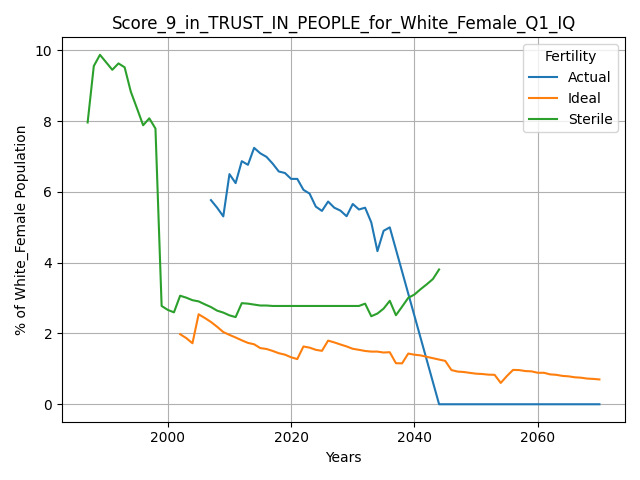 Score_9_in_TRUST_IN_PEOPLE_for_White_Female_Q1_IQ
Fertility
Actual
Ideal
Sterile
% of White_Female Population
10
8
6
4
2
0
2000
2020
2040
2060
Years